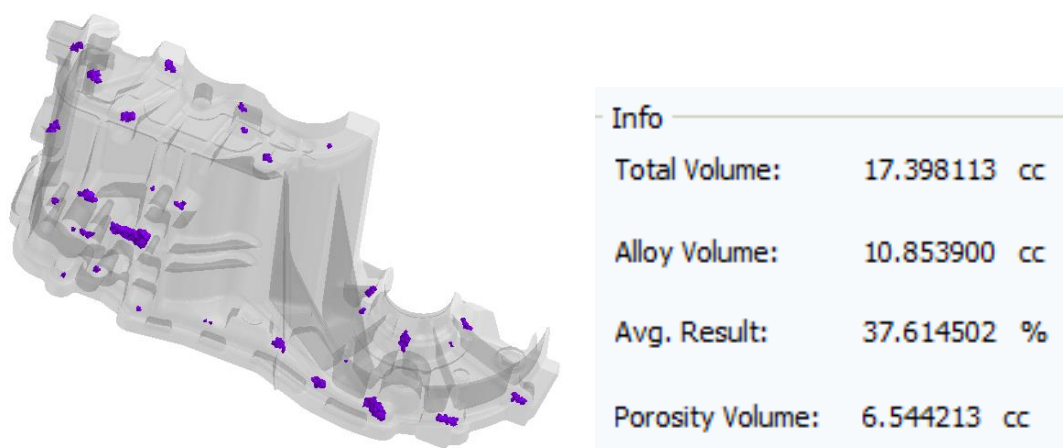 Info
Total Volume: 17.398113 cc
Alloy Volume: 10.853900 cc
Avg. Result: 37.614502 %
Porosity Volume: 6.544213 cc